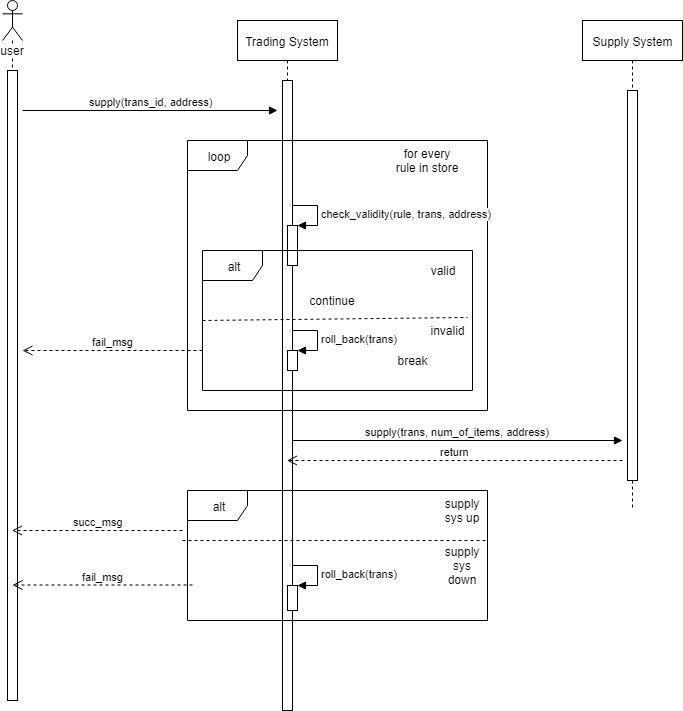 user
Trading System
Supply System
supply(trans_id, address)
loop
for every
rule in store
check_validity(rule, trans, address)
alt
valid
continue
invalid
roll_back(trans)
fail_msg
break
supply(trans, num_of_items, address)
return
alt
supply
sys up
succ_msg
supply
sys
down
roll_back(trans)
fail_msg